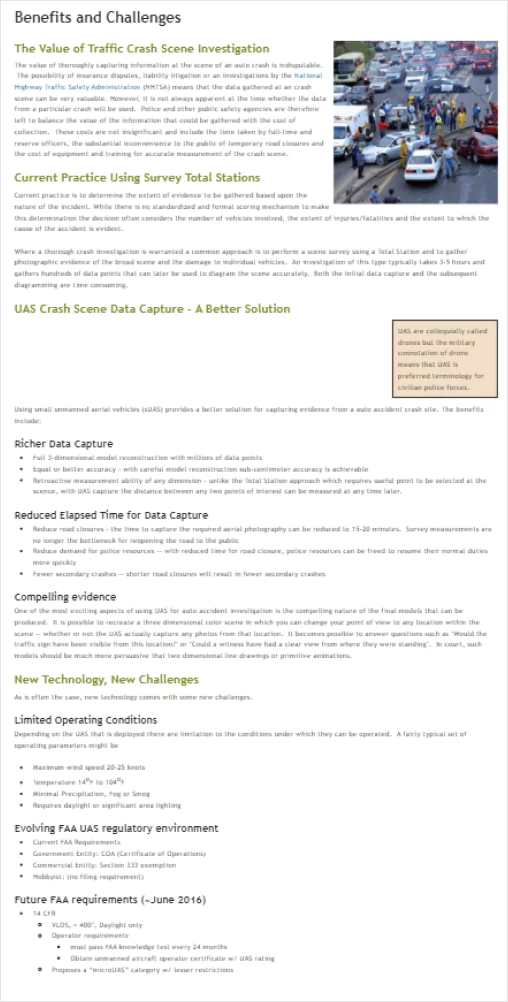 Benefits and Challenges
The Value of Traffic Crash Scene Investigation
The value of thoroughly capturing information at the scene of an auto crash is indisputable.
The possibility of insurance disputes, liability litigation or an investigations by the National
Highway Traffic Safety Administration (NHTSA) means that the data gathered at an crash
scene can be very valuable. However, it is not always apparent at the time whether the data
from a particular crash will be used. Police and other public safety agencies are therefore
left to balance the value of the information that could be gathered with the cost of
collection. These costs are not insignificant and include the time taken by full-time and
reserve officers, the substantial inconvenience to the public of temporary road closures and
the cost of equipment and training for accurate measurement of the crash scene.
Current Practice Using Survey Total Stations
Current practice is to determine the extent of evidence to be gathered based upon the
nature of the incident. While there is no standardized and formal scoring mechanism to make
this determination the decision often considers the number of vehicles involved, the extent of injuries/fatalities and the extent to which the
cause of the accident is evident.
Where a thorough crash investigation is warranted a common approach is to perform a scene survey using a Total Station and to gather
photographic evidence of the broad scene and the damage to individual vehicles. An investigation of this type typically takes 3-5 hours and
gathers hundreds of data points that can later be used to diagram the scene accurately. Both the initial data capture and the subsequent
diagramming are time consuming.
UAS Crash Scene Data Capture - A Better Solution
UAS are colloquially called
drones but the military
connotation of drone
means that UAS is
preferred terminology for
civilian police forces.
Using small unmanned aerial vehicles (sUAS) provides a better solution for capturing evidence from a auto accident crash site. The benefits
include:
Richer Data Capture
• Full 3-dimensional model reconstruction with millions of data points
• Equal or better accuracy - with careful model reconstruction sub-centimeter accuracy is achievable
• Retroactive measurement ability of any dimension - unlike the Total Station approach which requires useful point to be selected at the
scence, with UAS capture the distance between any two points of interest can be measured at any time later.
Reduced Elapsed Time for Data Capture
• Reduce road closures - the time to capture the required aerial photography can be reduced to 15-20 minutes. Survey measurements are
no longer the bottleneck for reopening the road to the public
• Reduce demand for police resources -- with reduced time for road closure, police resources can be freed to resume their normal duties
more quickly
• Fewer secondary crashes -- shorter road closures will result in fewer secondary crashes
Compelling evidence
One of the most exciting aspects of using UAS for auto accident investigation is the compelling nature of the final models that can be
produced. It is possible to recreate a three dimensional color scene in which you can change your point of view to any location within the
scene -- whether or not the UAS actually capture any photos from that location. It becomes possible to answer questions such as "Would the
traffic sign have been visible from this location?" or "Could a witness have had a clear view from where they were standing". In court, such
models should be much more persuasive that two dimensional line drawings or primitive animations.
New Technology, New Challenges
As is often the case, new technology comes with some new challenges.
Limited Operating Conditions
Depending on the UAS that is deployed there are limitation to the conditions under which they can be operated. A fairly typical set of
operating parameters might be
• Maximum wind speed 20-25 knots
• Temperature 14°F to 104°F
• Minimal Precipitation, Fog or Smog
• Requires daylight or signficant area lighting
Evolving FAA UAS regulatory environment
• Current FAA Requirements
• Government Entity: COA (Certificate of Operations)
• Commercial Entity: Section 333 exemption
• Hobbyist: (no filing requirement)
Future FAA requirements (~June 2016)
• 14 CFR
VLOS, < 400', Daylight only
Operator requirements
must pass FAA knowledge test every 24 months
Obtain unmanned aircraft operator certificate w/ UAS rating
Proposes a "microUAS" category w/ lesser restrictions